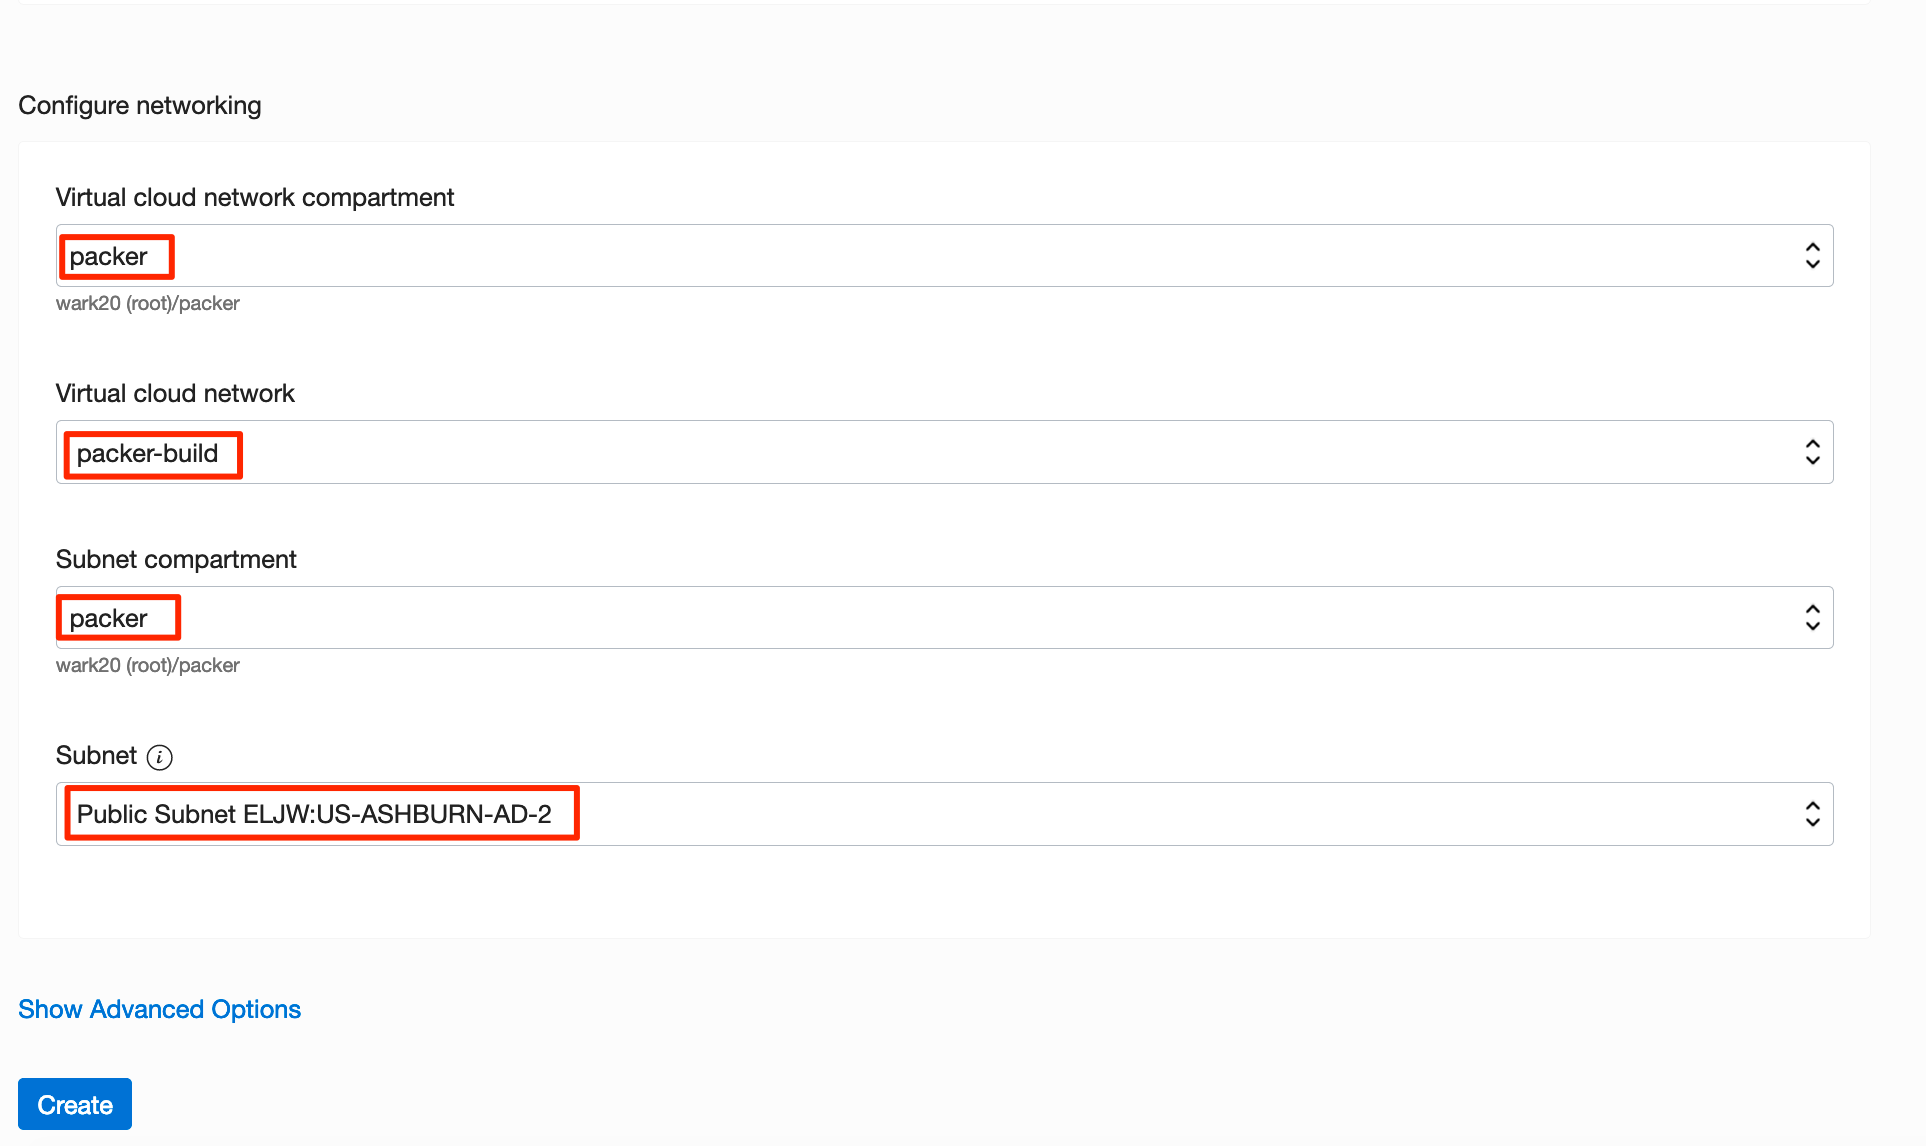 Configure networking
Virtual cloud network compartment
packer
wark20 (root)/packer
Virtual cloud network
packer-build
Subnet compartment
packer
wark20 (root)/packer
Subnet i
Public Subnet ELJW:US-ASHBURN-AD-2
Show Advanced Options
Create